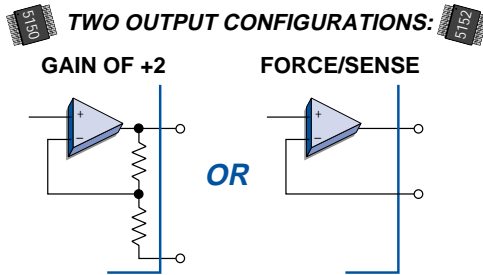 5150 TWO OUTPUT CONFIGURATIONS: 5152
GAIN OF +2 FORCE/SENSE
+ +
− −
OR